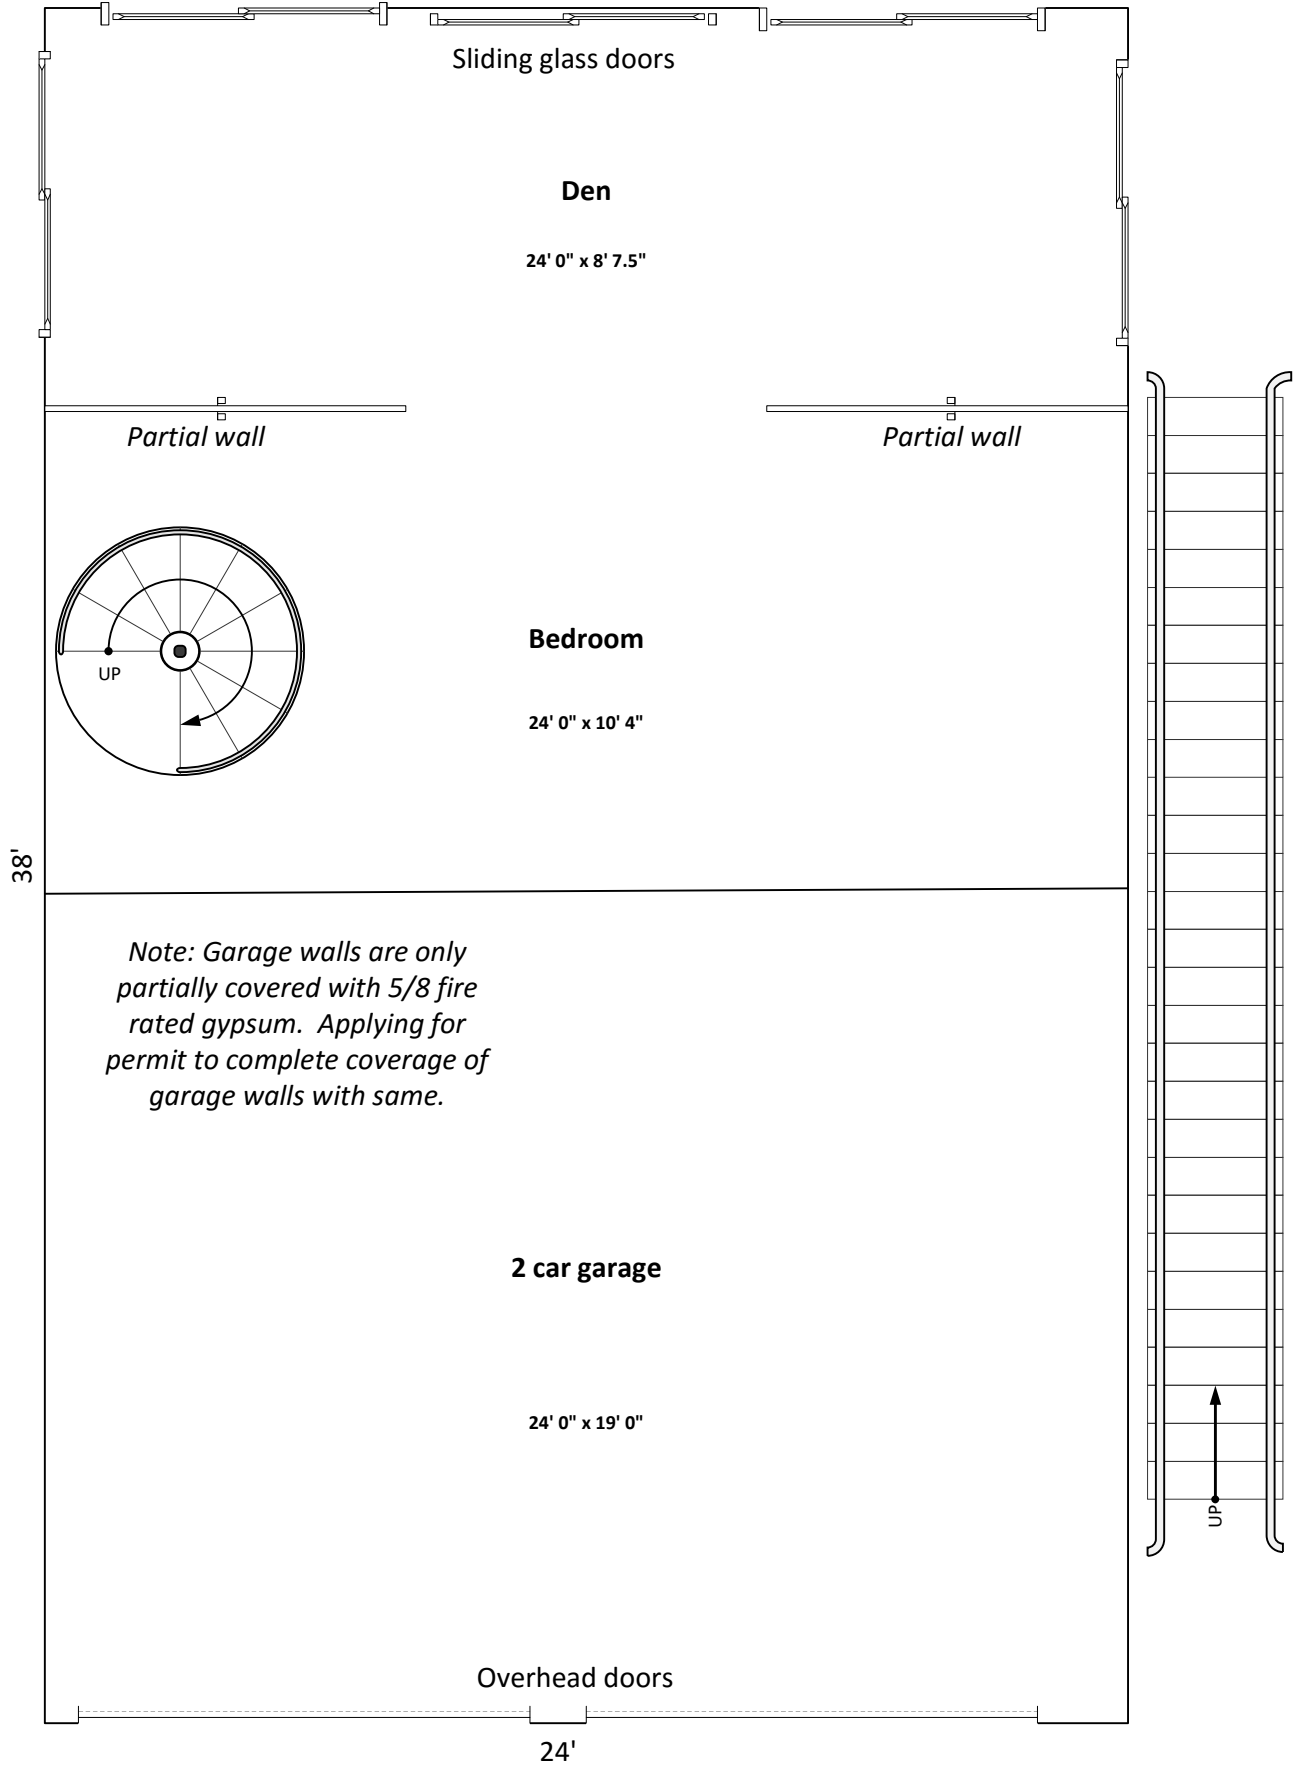 Sliding glass doors
Den
24' 0" x 8' 7.5"
Partial wall
Partial wall
UP
Bedroom
24' 0" x 10' 4"
38'
Note: Garage walls are only
partially covered with 5/8 fire
rated gypsum.  Applying for
permit to complete coverage of
garage walls with same.
2 car garage
24' 0" x 19' 0"
UP
Overhead doors
24'